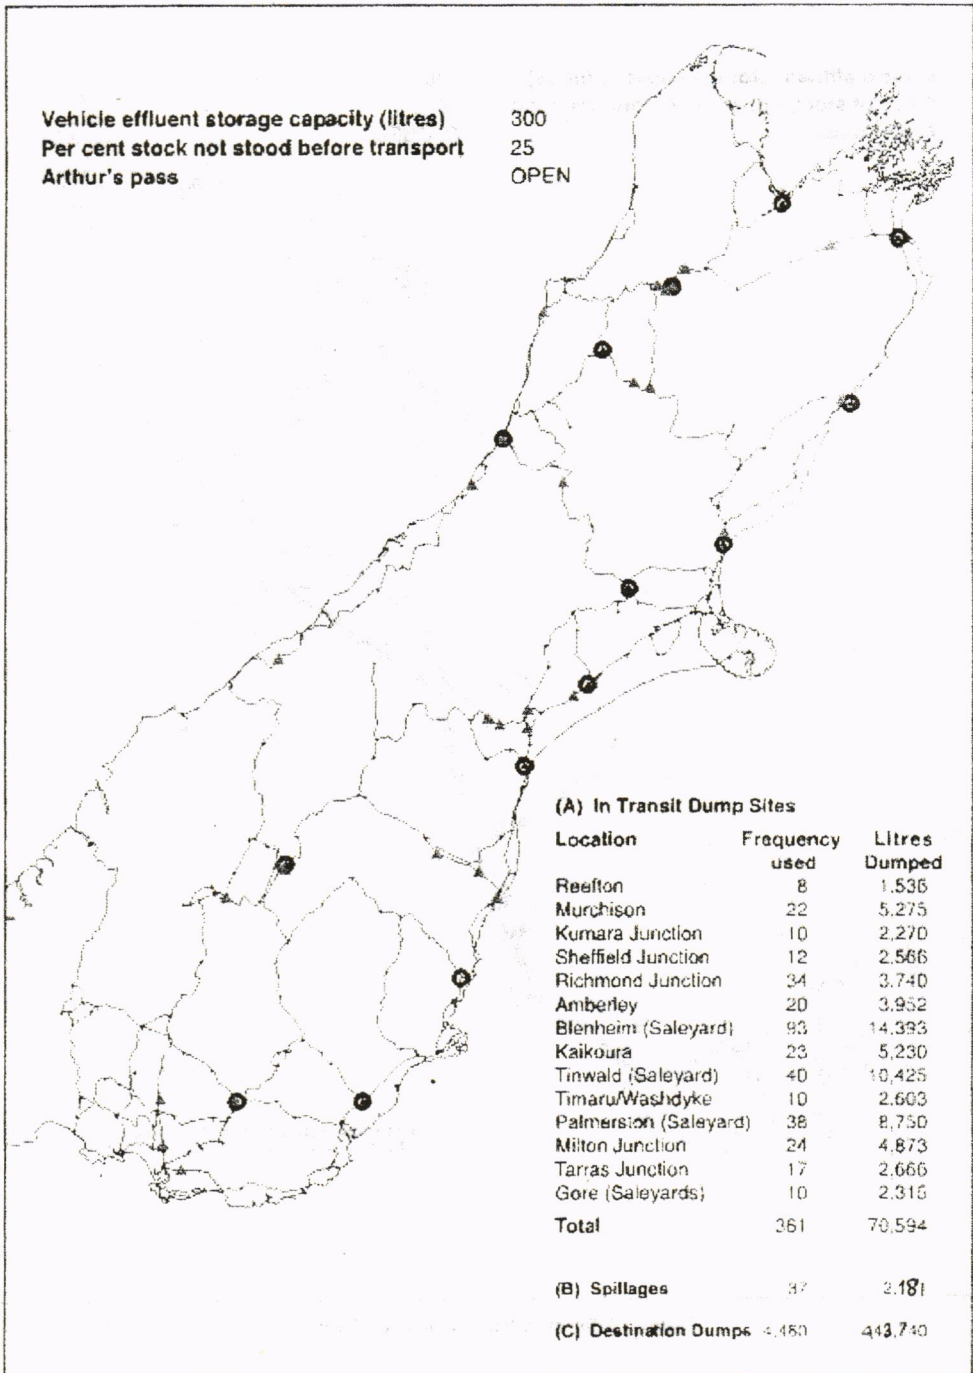 Vehicle effluent storage capacity (litres) 300
Per cent stock not stood before transport 25
Arthur's pass OPEN
(A) In Transit Dump Sites
Location Frequency used Litres Dumped
Reefton 8 1,536
Murchison 22 5,275
Kumara Junction 10 2,270
Sheffield Junction 12 2,566
Richmond Junction 34 3,740
Amberley 20 3,952
Blenheim (Saleyard) 93 14,393
Kaikoura 23 5,230
Tinwald (Saleyard) 40 10,425
Timaru/Washdyke 10 2,603
Palmerston (Saleyard) 38 8,750
Milton Junction 24 4,873
Tarras Junction 17 2,666
Gore (Saleyards) 10 2,315
Total 361 70,594
(B) Spillages 37 2,181
(C) Destination Dumps 443,740